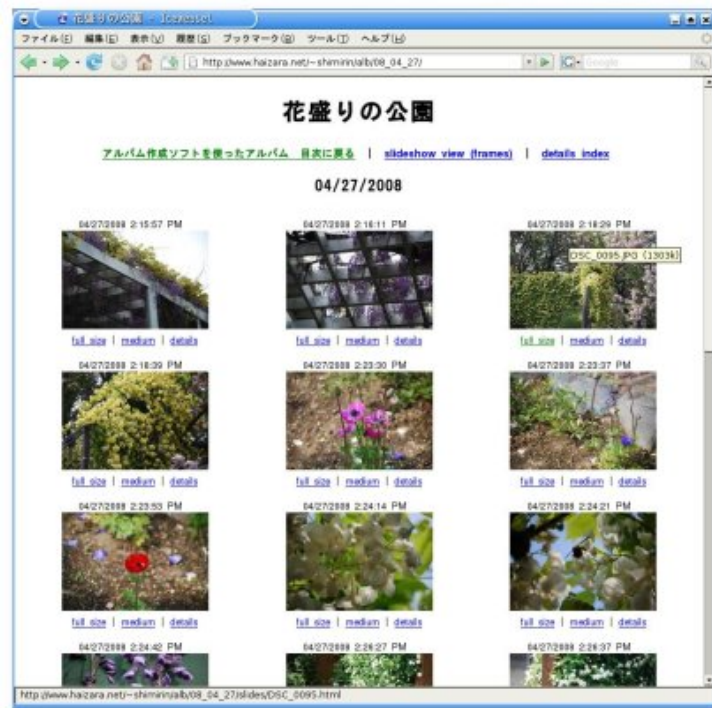 花盛りの公園 - Iceweasel
ファイル(F) 編集(E) 表示(V) 履歴(S) ブックマーク(B) ツール(T) ヘルプ(H)
http://www.haizara.net/~shimirin/alb/08_04_27/
Google
花盛りの公園
アルバム作成ソフトを使ったアルバム 目次に戻る | slideshow view (frames) | details index
04/27/2008
04/27/2008 2:15:57 PM 04/27/2008 2:16:11 PM 04/27/2008 2:18:29 PM
DSC_0095.JPG (1303k)
full size | medium | details full size | medium | details full size | medium | details
04/27/2008 2:18:39 PM 04/27/2008 2:23:30 PM 04/27/2008 2:23:37 PM
full size | medium | details full size | medium | details full size | medium | details
04/27/2008 2:23:53 PM 04/27/2008 2:24:14 PM 04/27/2008 2:24:21 PM
full size | medium | details full size | medium | details full size | medium | details
04/27/2008 2:24:42 PM 04/27/2008 2:26:27 PM 04/27/2008 2:26:37 PM
http://www.haizara.net/~shimirin/alb/08_04_27/slides/DSC_0095.html